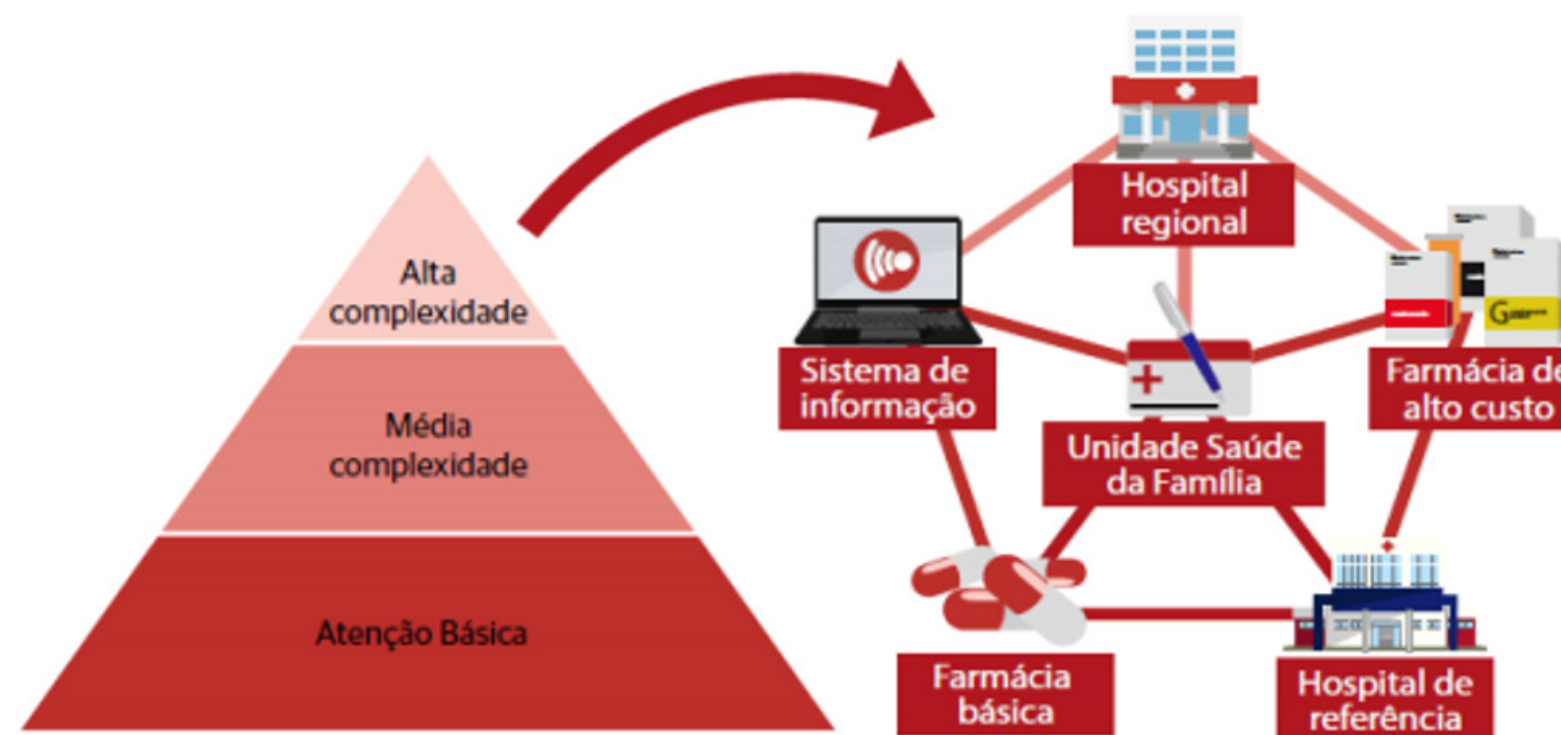 Alta
complexidade
Média
complexidade
Atenção Básica
Hospital
regional
Sistema de
informação
Unidade Saúde
da Família
Farmácia de
alto custo
Farmácia
básica
Hospital de
referência